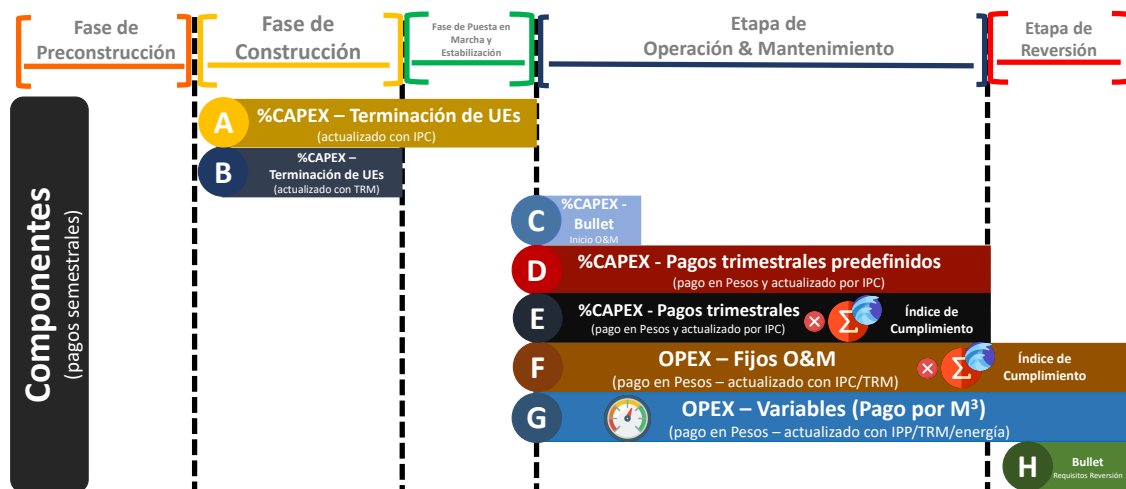 Fase de
Preconstrucción
Fase de
Construcción
Fase de Puesta en
Marcha y
Estabilización
Etapa de
Operación & Mantenimiento
Etapa de
Reversión
Componentes
(pagos semestrales)
A
%CAPEX – Terminación de UEs
(actualizado con IPC)
B
%CAPEX –
Terminación de UEs
(actualizado con TRM)
C
%CAPEX -
Bullet
Inicio O&M
D
%CAPEX - Pagos trimestrales predefinidos
(pago en Pesos y actualizado por IPC)
E
%CAPEX - Pagos trimestrales
(pago en Pesos y actualizado por IPC)
Σ
Índice de
Cumplimiento
F
OPEX – Fijos O&M
(pago en Pesos – actualizado con IPC/TRM)
Σ
Índice de
Cumplimiento
G
OPEX – Variables (Pago por M³)
(pago en Pesos – actualizado con IPP/TRM/energía)
H
Bullet
Requisitos Reversión